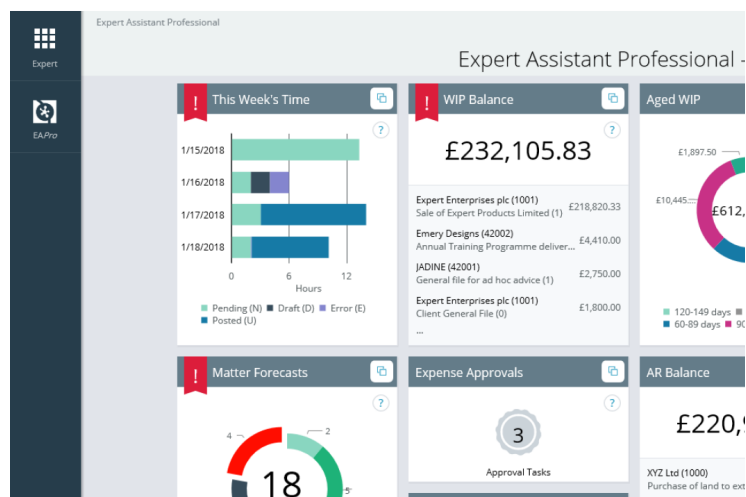 Expert Assistant Professional
Expert
EAPro
Expert Assistant Professional -
! This Week's Time
?
1/15/2018
1/16/2018
1/17/2018
1/18/2018
0 6 12
Hours
Pending (N) Draft (D) Error (E)
Posted (U)
! WIP Balance
?
£232,105.83
Expert Enterprises plc (1001)
Sale of Expert Products Limited (1) £218,820.33
Emery Designs (42002)
Annual Training Programme deliver... £4,410.00
JADINE (42001)
General file for ad hoc advice (1) £2,750.00
Expert Enterprises plc (1001)
Client General File (0) £1,800.00
...
Aged WIP
£1,897.50
£10,445....
£612,
120-149 days
60-89 days 90
! Matter Forecasts
?
4 2
18
5
Expense Approvals
?
3
Approval Tasks
AR Balance
£220,9
XYZ Ltd (1000)
Purchase of land to ext